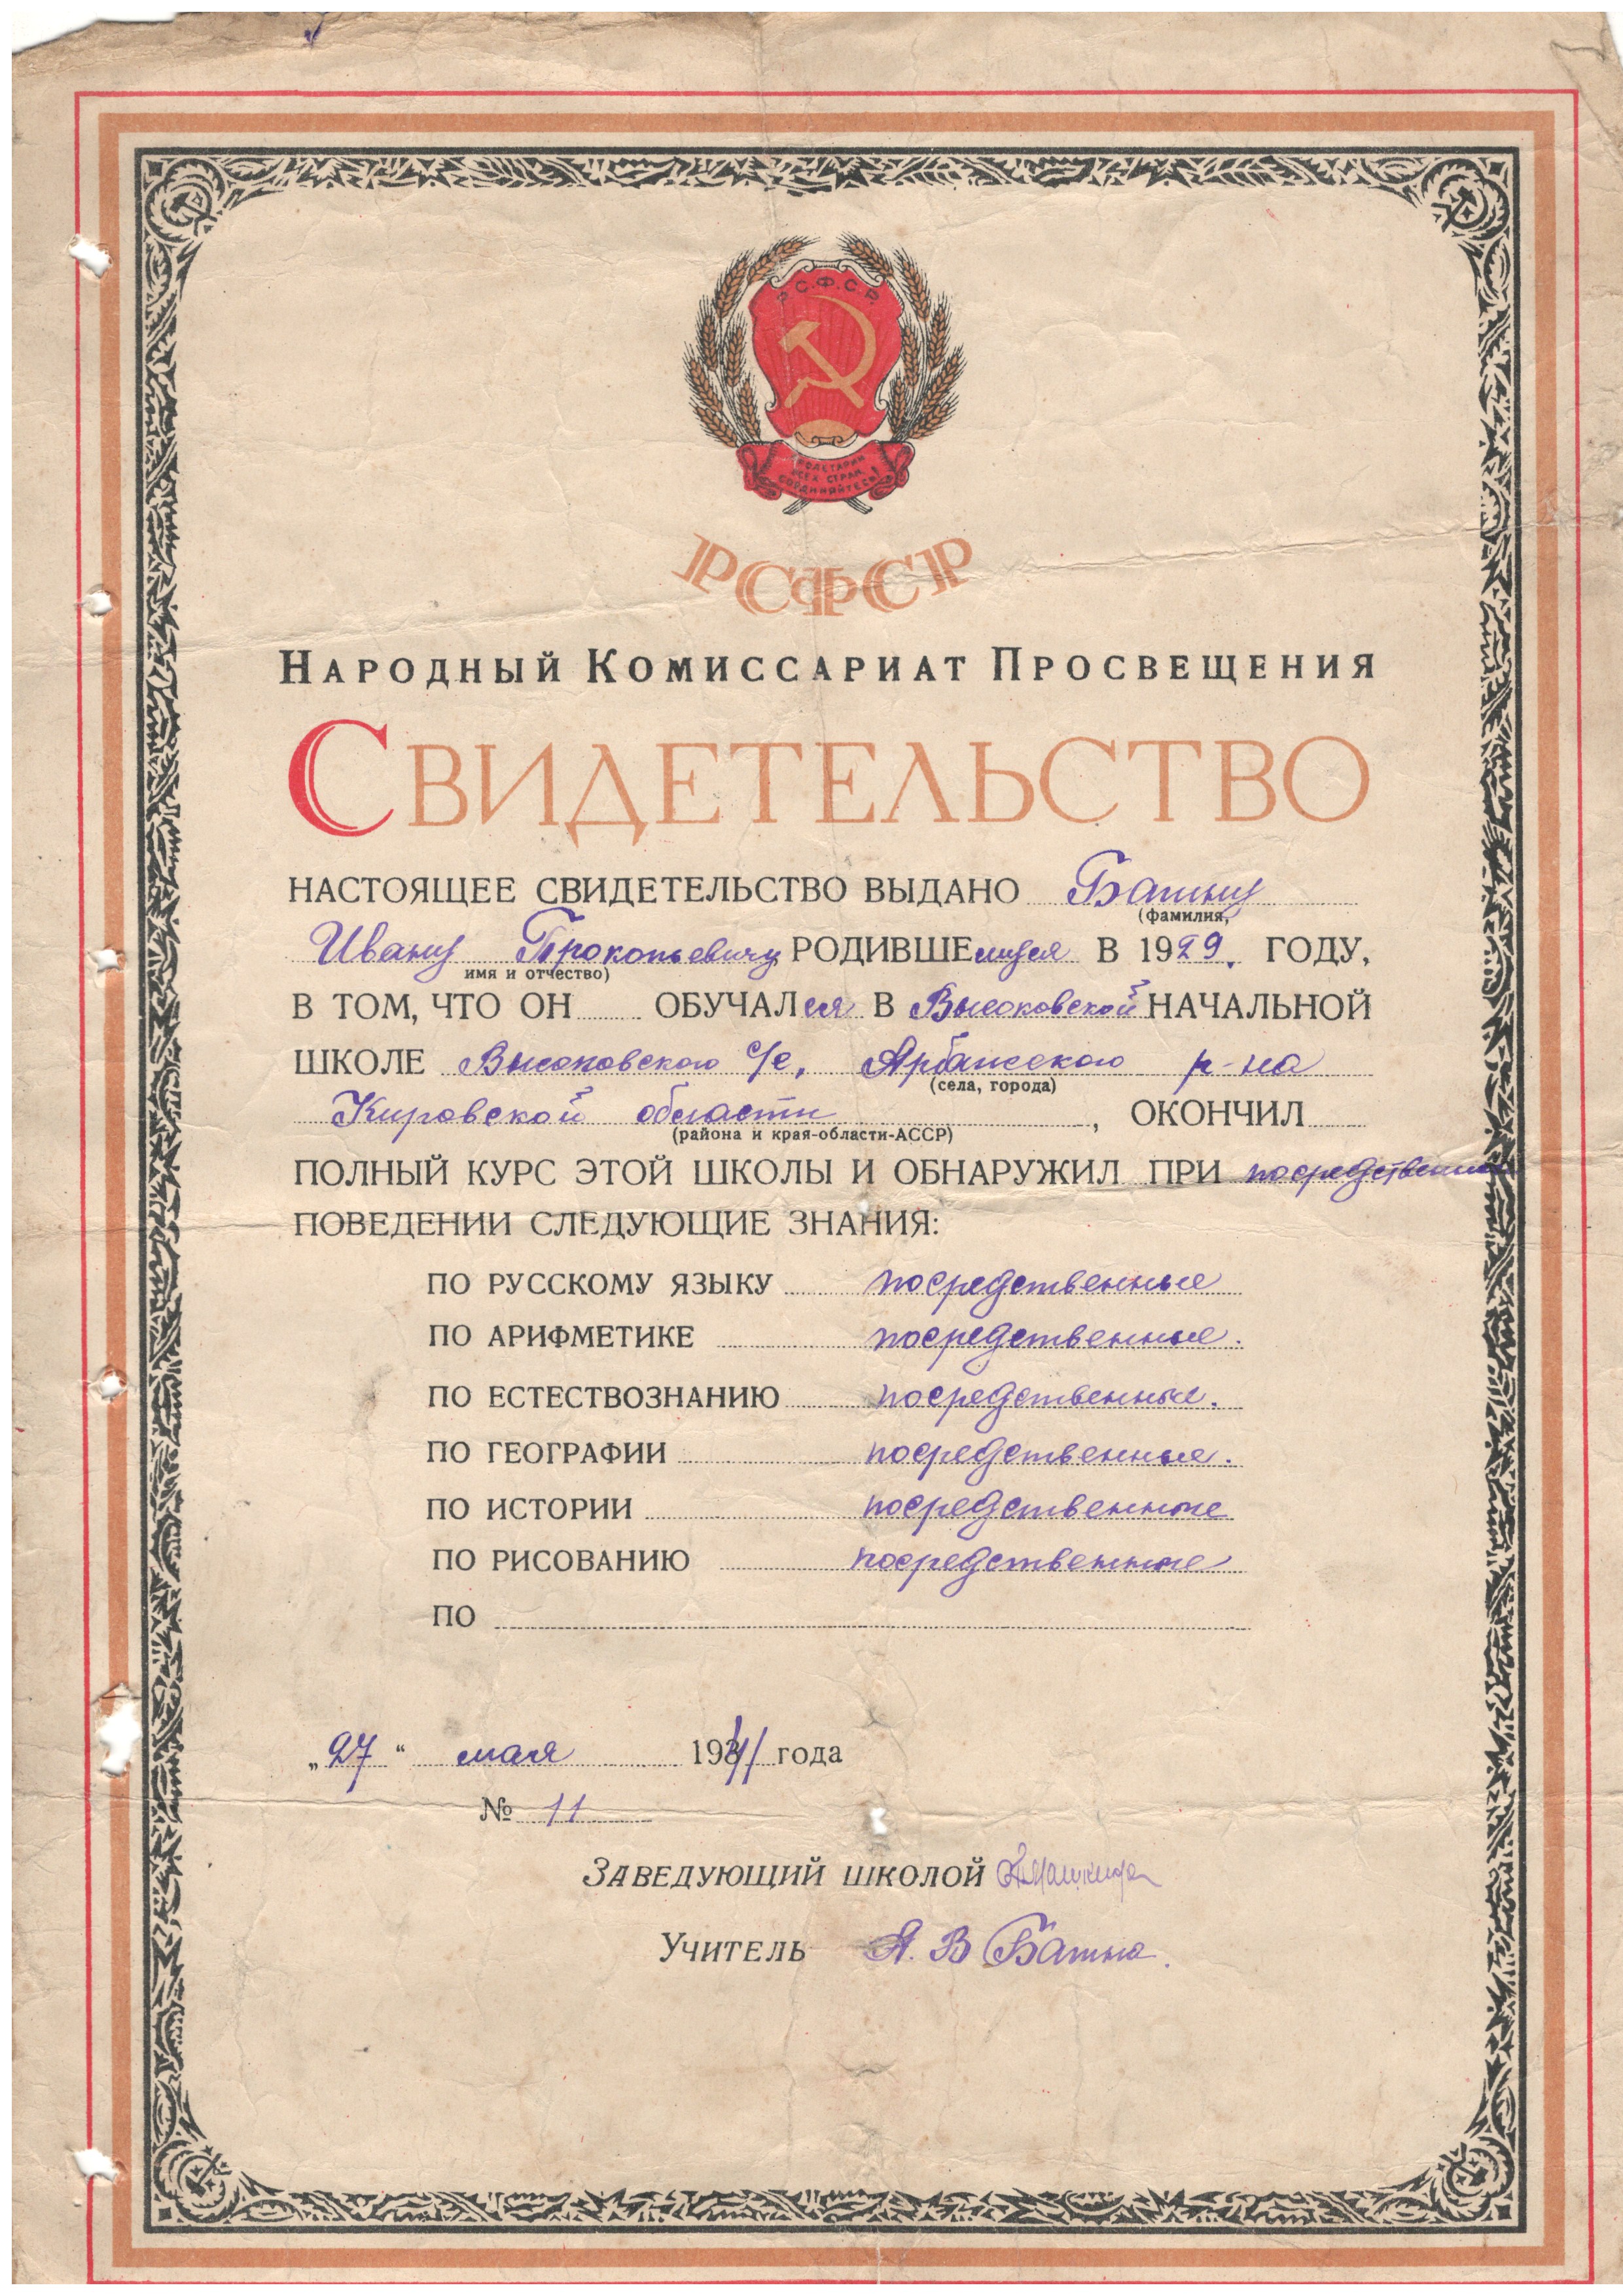 Р.С.Ф.С.Р.
ПРОЛЕТАРИИ
ВСЕХ СТРАН,
СОЕДИНЯЙТЕСЬ!
РСФСР
НАРОДНЫЙ КОМИССАРИАТ ПРОСВЕЩЕНИЯ
СВИДЕТЕЛЬСТВО
НАСТОЯЩЕЕ СВИДЕТЕЛЬСТВО ВЫДАНО Батину
(фамилия,
Ивану Прокопьевичу РОДИВШЕмуся В 1929. ГОДУ,
имя и отчество)
В ТОМ, ЧТО ОН ОБУЧАЛся В Высоковской НАЧАЛЬНОЙ
ШКОЛЕ Высоковского с/с, Арбажского р-на
(села, города)
Кировской области, ОКОНЧИЛ
(района и края-области-АССР)
ПОЛНЫЙ КУРС ЭТОЙ ШКОЛЫ И ОБНАРУЖИЛ ПРИ посредственном
ПОВЕДЕНИИ СЛЕДУЮЩИЕ ЗНАНИЯ:
ПО РУССКОМУ ЯЗЫКУ посредственные
ПО АРИФМЕТИКЕ посредственные.
ПО ЕСТЕСТВОЗНАНИЮ посредственные.
ПО ГЕОГРАФИИ посредственные.
ПО ИСТОРИИ посредственные
ПО РИСОВАНИЮ посредственные
ПО
„27“ мая 1941 года
№ 11
ЗАВЕДУЮЩИЙ ШКОЛОЙ
УЧИТЕЛЬ А. В Батина.